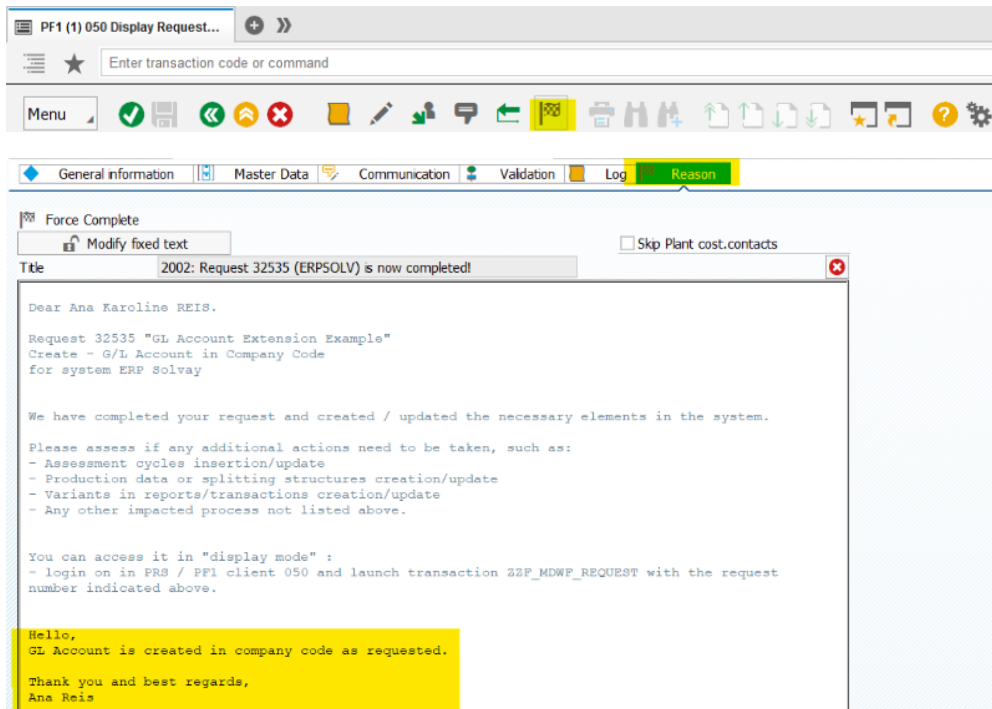 PF1 (1) 050 Display Request...
Enter transaction code or command
Menu
General information Master Data Communication Validation Log Reason
Force Complete
Modify fixed text
Skip Plant cost.contacts
Title 2002: Request 32535 (ERPSOLV) is now completed!
Dear Ana Karoline REIS.
Request 32535 "GL Account Extension Example"
Create - G/L Account in Company Code
for system ERP Solvay
We have completed your request and created / updated the necessary elements in the system.
Please assess if any additional actions need to be taken, such as:
- Assessment cycles insertion/update
- Production data or splitting structures creation/update
- Variants in reports/transactions creation/update
- Any other impacted process not listed above.
You can access it in "display mode" :
- login on in PRS / PF1 client 050 and launch transaction ZZF_MDWF_REQUEST with the request
number indicated above.
Hello,
GL Account is created in company code as requested.
Thank you and best regards,
Ana Reis